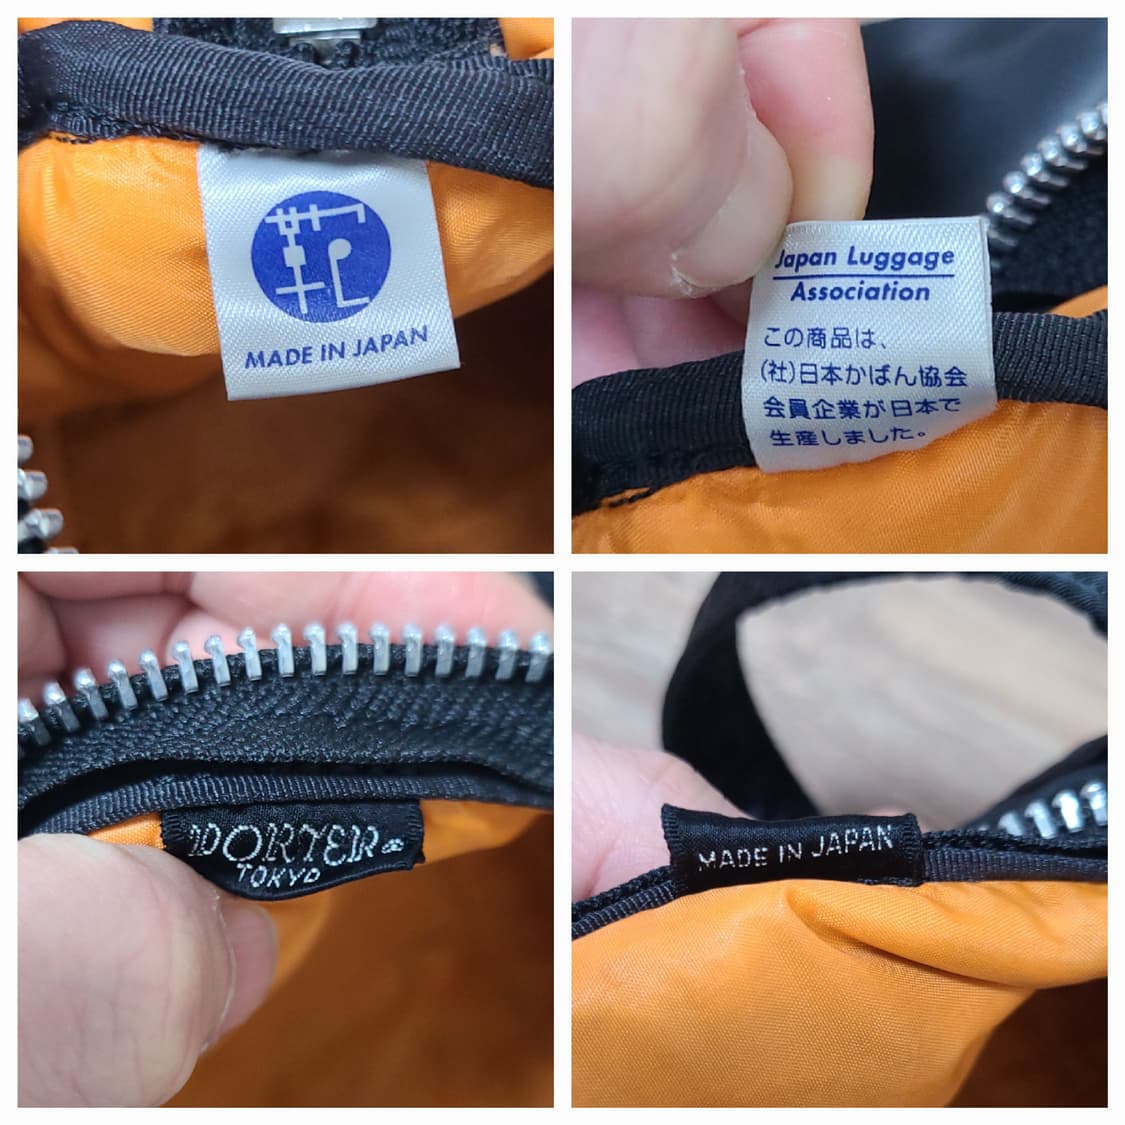 MADE IN JAPAN
Japan Luggage
Association
この商品は、
(社)日本かばん協会
会員企業が日本で
生産しました。
PORTER
TOKYO
MADE IN JAPAN